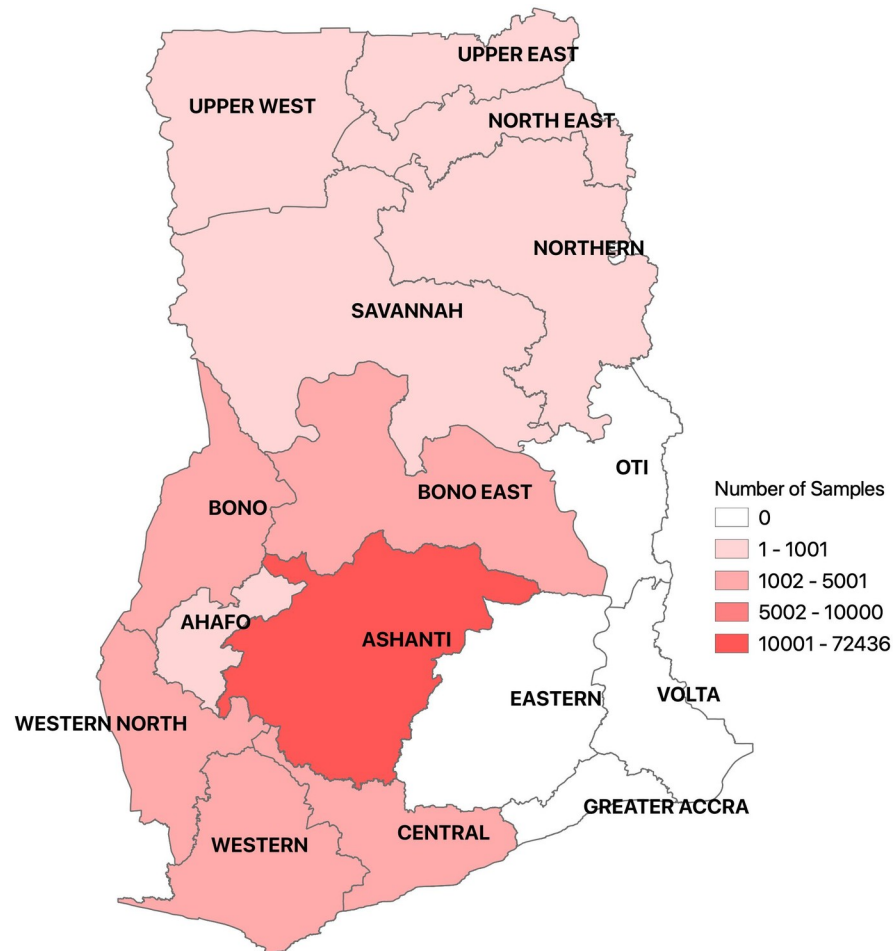 UPPER EAST
UPPER WEST
NORTH EAST
NORTHERN
SAVANNAH
OTI
BONO EAST
BONO
Number of Samples
0
1 - 1001
1002 - 5001
5002 - 10000
10001 - 72436
AHAFO
ASHANTI
EASTERN
VOLTA
WESTERN NORTH
GREATER ACCRA
CENTRAL
WESTERN